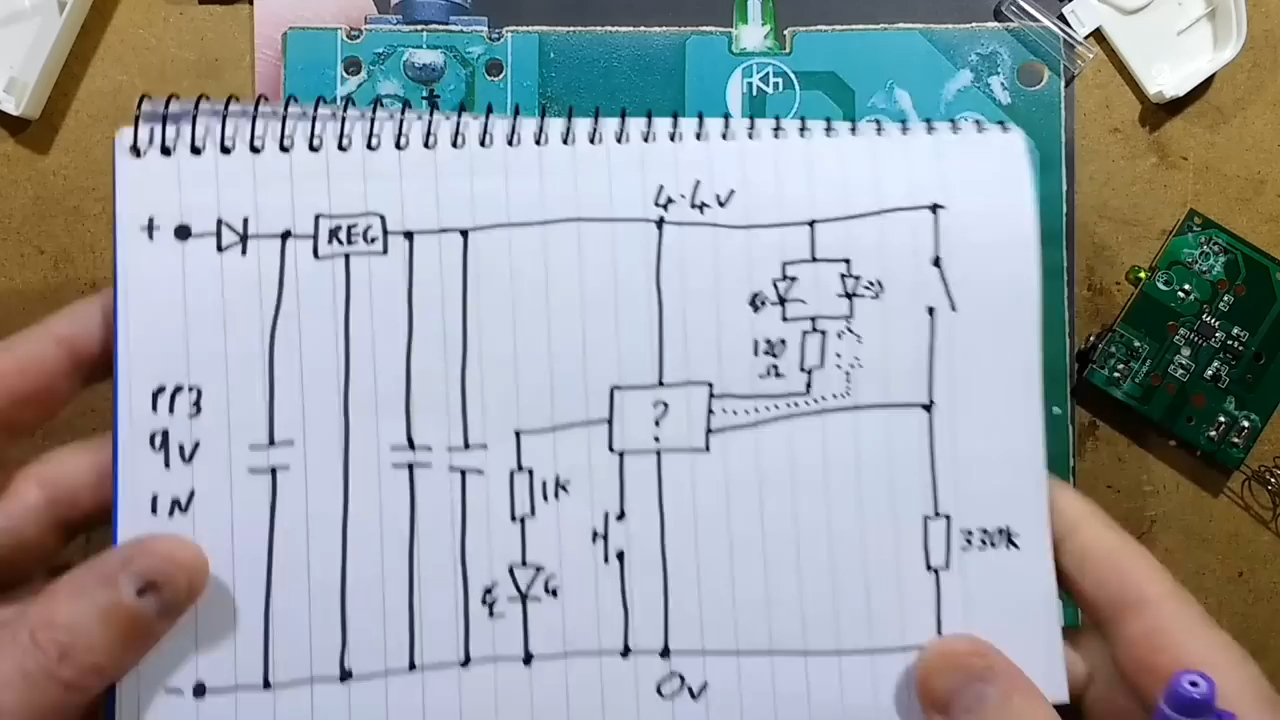 4.4V
+
REG
120
Ω
PP3
9V
IN
?
1K
G
330K
-
0V